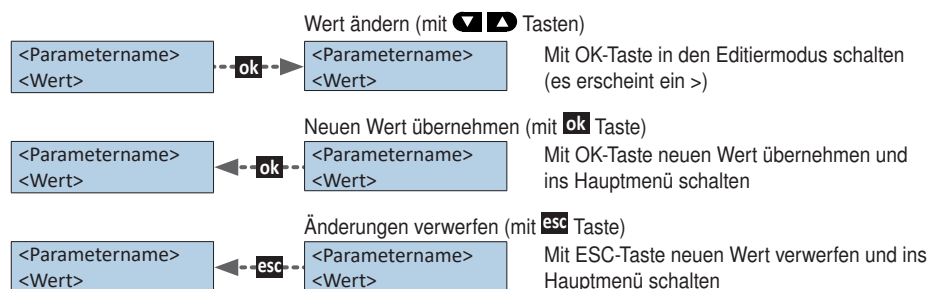 Wert ändern (mit ▼ ▲ Tasten)
<Parametername>
<Wert>
ok
<Parametername>
<Wert>
Mit OK-Taste in den Editiermodus schalten
(es erscheint ein >)
Neuen Wert übernehmen (mit ok Taste)
<Parametername>
<Wert>
ok
<Parametername>
<Wert>
Mit OK-Taste neuen Wert übernehmen und
ins Hauptmenü schalten
Änderungen verwerfen (mit esc Taste)
<Parametername>
<Wert>
esc
<Parametername>
<Wert>
Mit ESC-Taste neuen Wert verwerfen und ins
Hauptmenü schalten